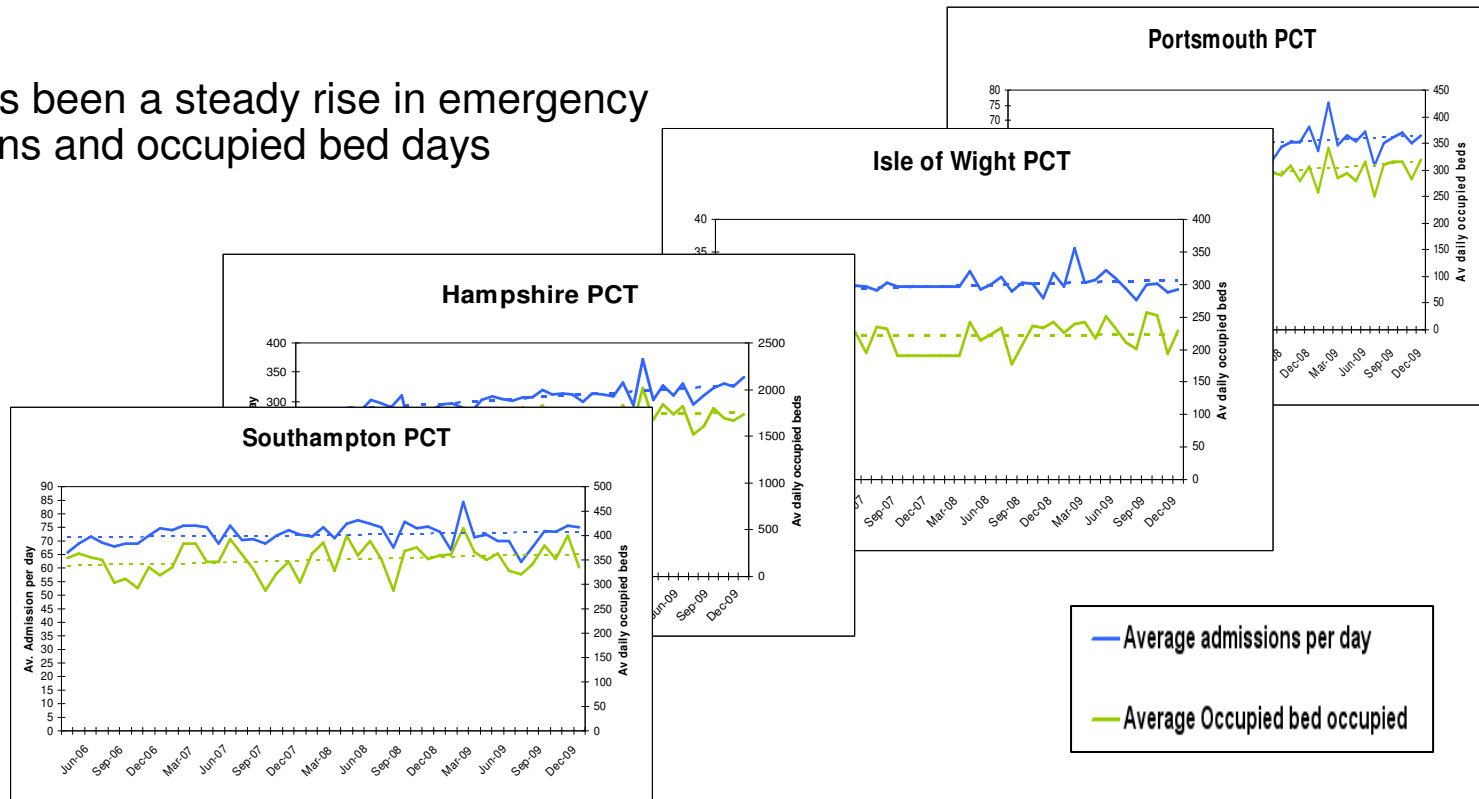 s been a steady rise in emergency
ns and occupied bed days
Portsmouth PCT
80
75
70
450
400
350
300
250
200
150
100
50
0
Av daily occupied beds
Dec-08
Mar-09
Jun-09
Sep-09
Dec-09
Isle of Wight PCT
40
35
400
350
300
250
200
150
100
50
0
Av daily occupied beds
Sep-07
Dec-07
Mar-08
Jun-08
Sep-08
Dec-08
Mar-09
Jun-09
Sep-09
Dec-09
Hampshire PCT
400
350
300
2500
2000
1500
1000
500
0
Av daily occupied beds
Sep-09
Dec-09
Southampton PCT
90
85
80
75
70
65
60
55
50
45
40
35
30
25
20
15
10
5
0
Av. Admission per day
500
450
400
350
300
250
200
150
100
50
0
Av daily occupied beds
Jun-06
Sep-06
Dec-06
Mar-07
Jun-07
Sep-07
Dec-07
Mar-08
Jun-08
Sep-08
Dec-08
Mar-09
Jun-09
Sep-09
Dec-09
Average admissions per day
Average Occupied bed occupied